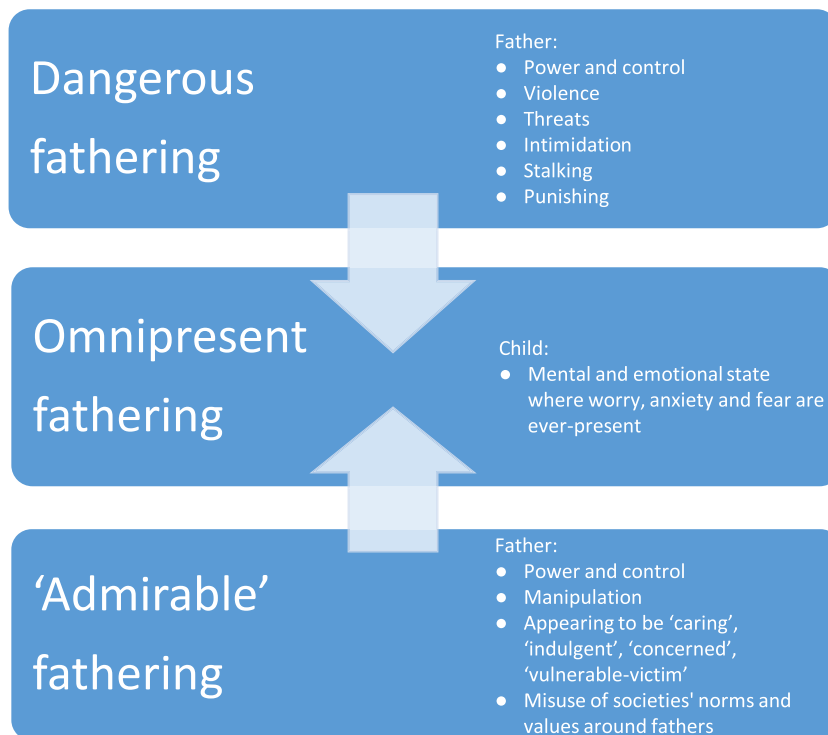 Dangerous
fathering
Father:
● Power and control
● Violence
● Threats
● Intimidation
● Stalking
● Punishing
Omnipresent
fathering
Child:
● Mental and emotional state
where worry, anxiety and fear are
ever-present
‘Admirable’
fathering
Father:
● Power and control
● Manipulation
● Appearing to be ‘caring’,
‘indulgent’, ‘concerned’,
‘vulnerable-victim’
● Misuse of societies' norms and
values around fathers